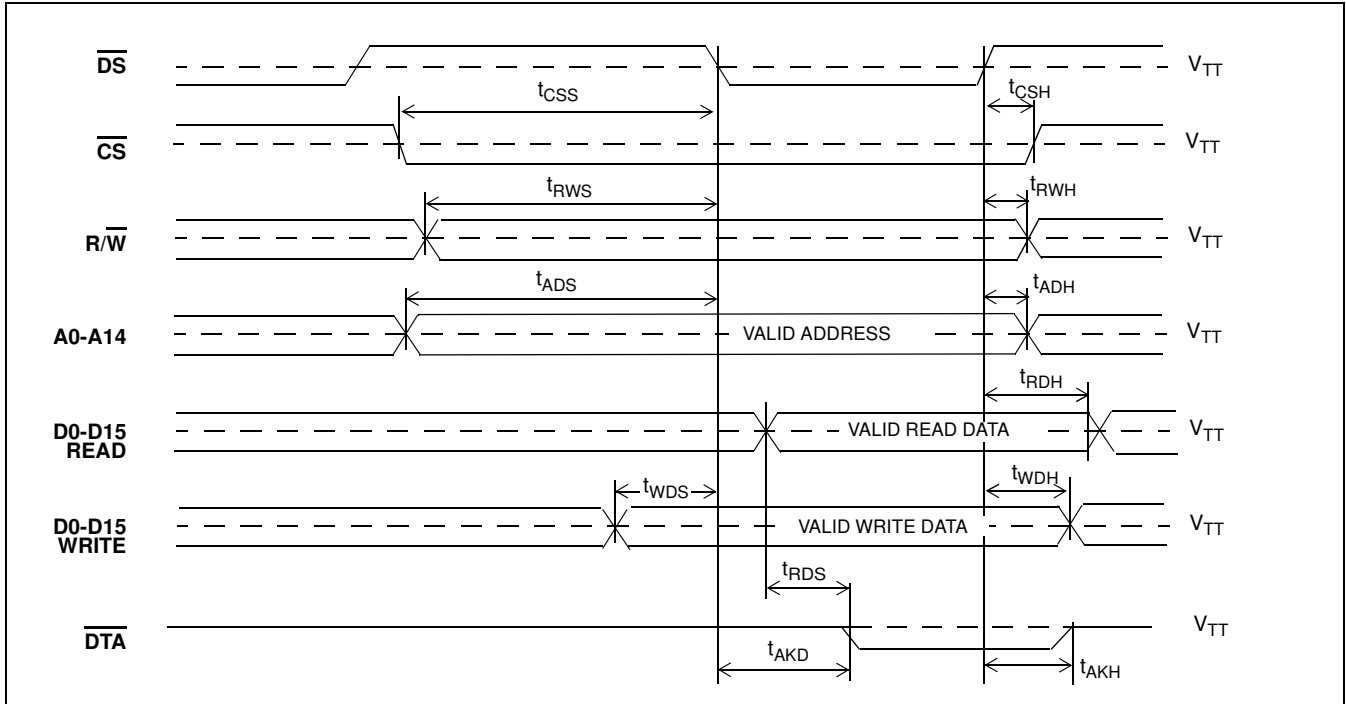 DS
VTT
tCSS
tCSH
CS
VTT
tRWS
tRWH
R/W
VTT
tADS
tADH
A0-A14
VALID ADDRESS
VTT
tRDH
D0-D15
READ
VALID READ DATA
VTT
tWDS
tWDH
D0-D15
WRITE
VALID WRITE DATA
VTT
tRDS
DTA
VTT
tAKD
tAKH